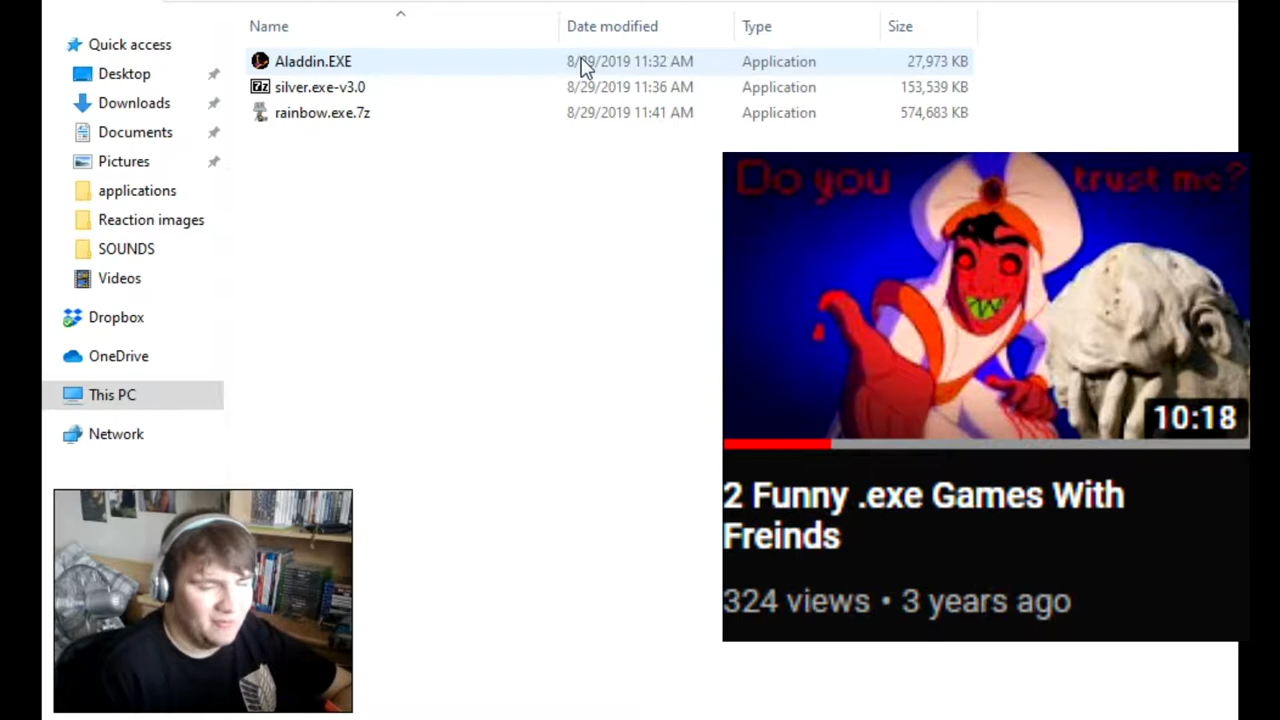 Name Date modified Type Size
Quick access
Desktop
Downloads
Documents
Pictures
applications
Reaction images
SOUNDS
Videos
Dropbox
OneDrive
This PC
Network
Aladdin.EXE 8/29/2019 11:32 AM Application 27,973 KB
silver.exe-v3.0 8/29/2019 11:36 AM Application 153,539 KB
rainbow.exe.7z 8/29/2019 11:41 AM Application 574,683 KB
Do you trust me?
10:18
2 Funny .exe Games With
Freinds
324 views • 3 years ago